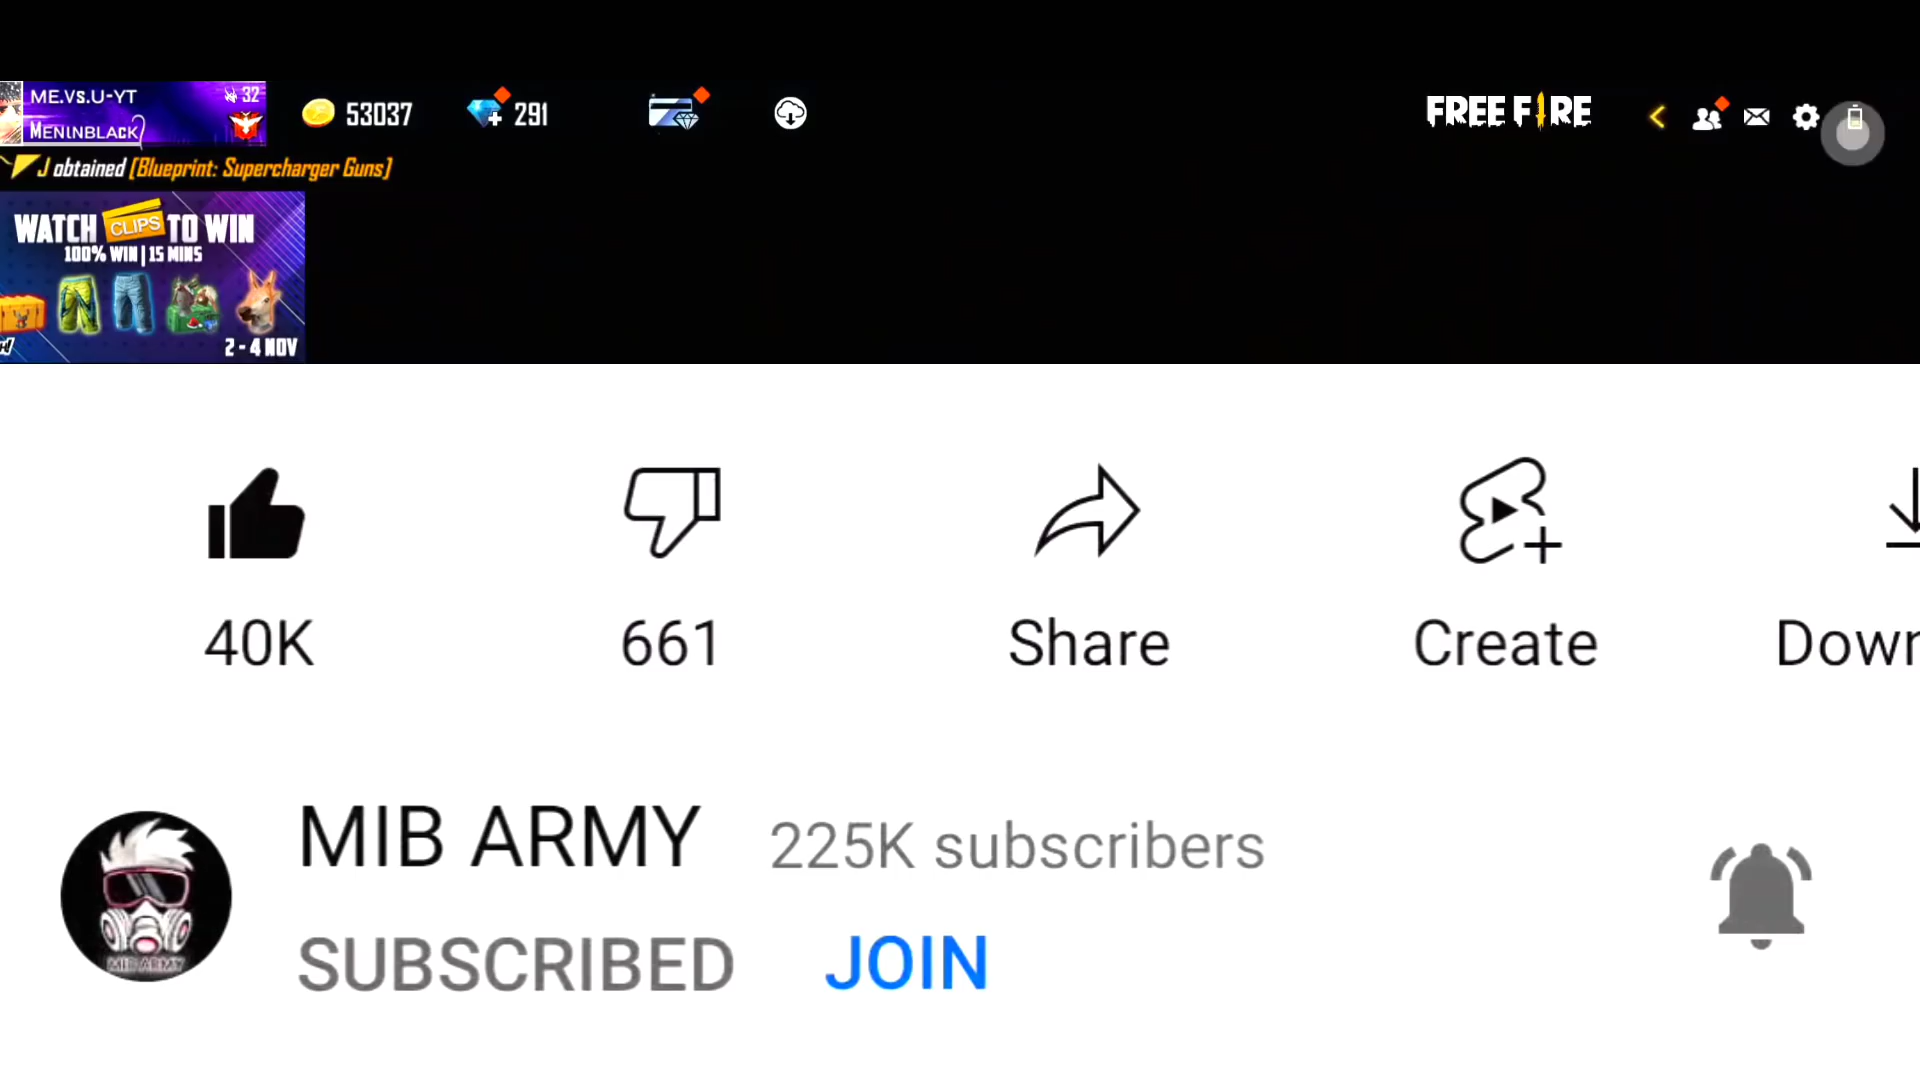 ME.Vs.U-YT 32
53037 291
FREE FIRE
MENINBLACK
J obtained [Blueprint: Supercharger Guns]
WATCH CLIPS TO WIN
100% WIN | 15 MINS
2 - 4 NOV
40K 661 Share Create
MIB ARMY 225K subscribers
SUBSCRIBED JOIN
MIB ARMY